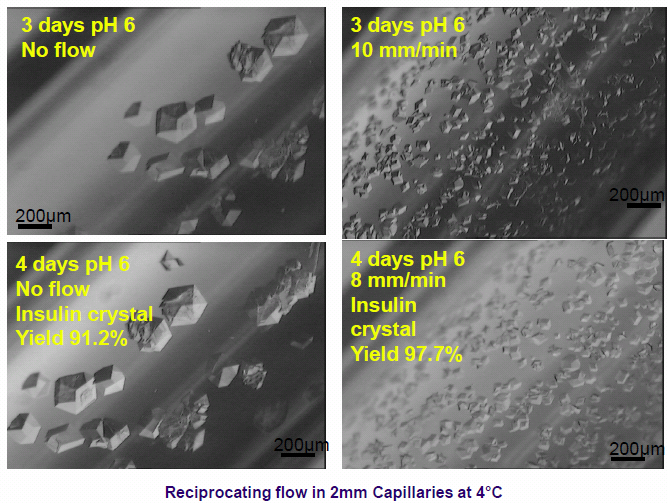 3 days pH 6
No flow
200µm
3 days pH 6
10 mm/min
200µm
4 days pH 6
No flow
Insulin crystal
Yield 91.2%
200µm
4 days pH 6
8 mm/min
Insulin
crystal
Yield 97.7%
200µm
Reciprocating flow in 2mm Capillaries at 4°C